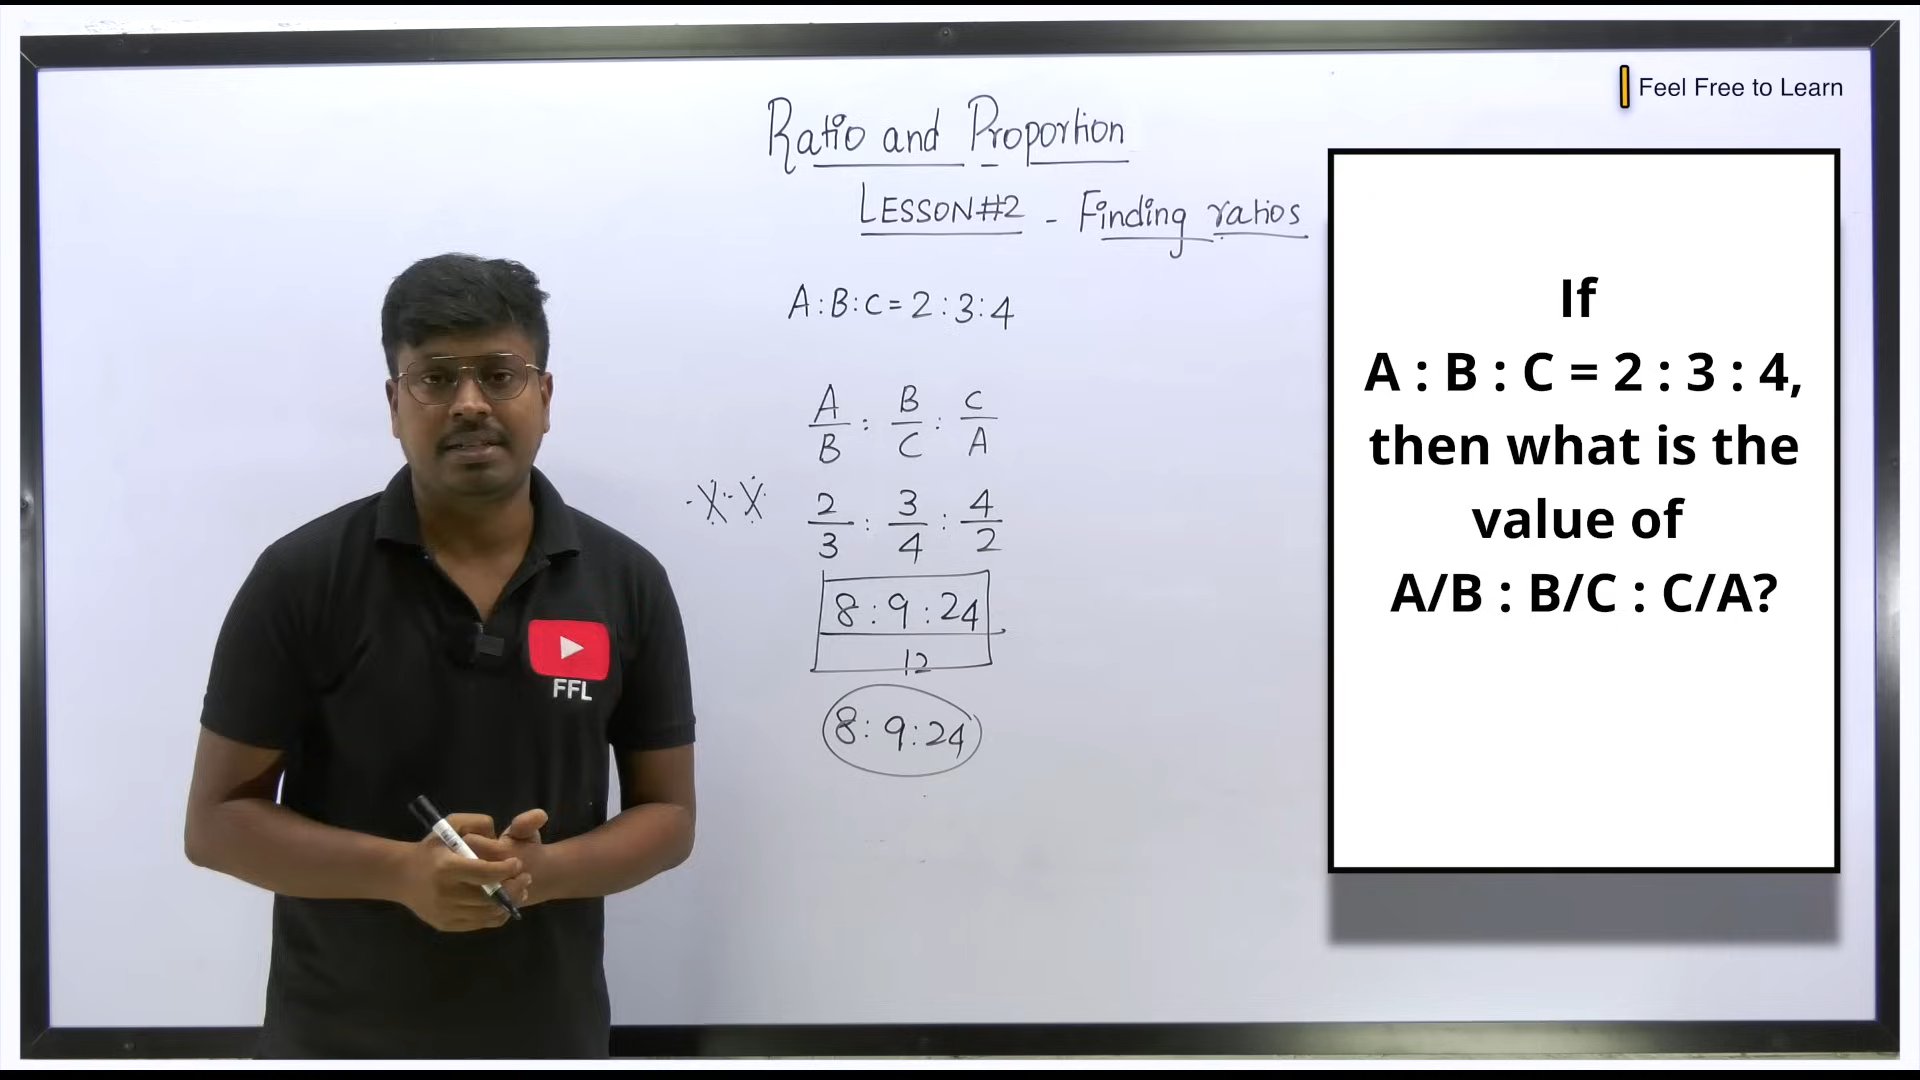 Feel Free to Learn
Ratio and Proportion
LESSON#2 - Finding ratios
A:B:C=2:3:4
A/B : B/C : C/A
2/3 : 3/4 : 4/2
8:9:24
12
8:9:24
If
A : B : C = 2 : 3 : 4,
then what is the
value of
A/B : B/C : C/A?
FFL